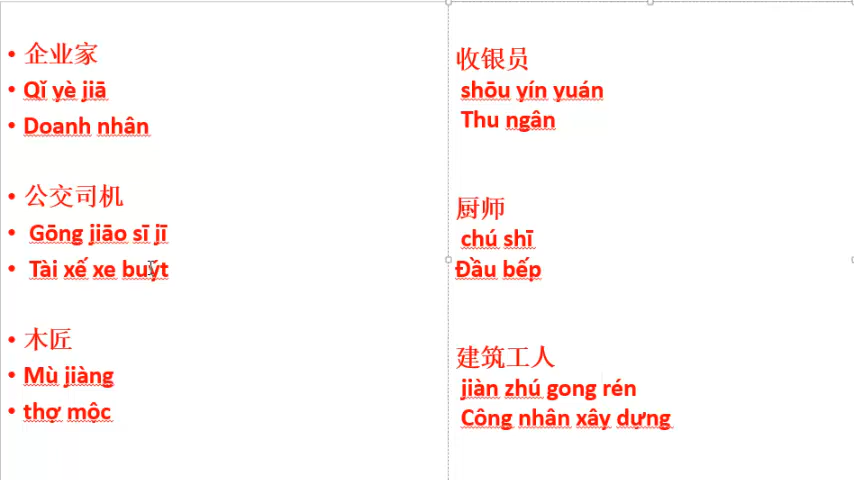 企业家
Qǐ yè jiā
Doanh nhân
公交司机
Gōng jiāo sī jī
Tài xế xe buýt
木匠
Mù jiàng
thợ mộc
收银员
shōu yín yuán
Thu ngân
厨师
chú shī
Đầu bếp
建筑工人
jiàn zhú gong rén
Công nhân xây dựng